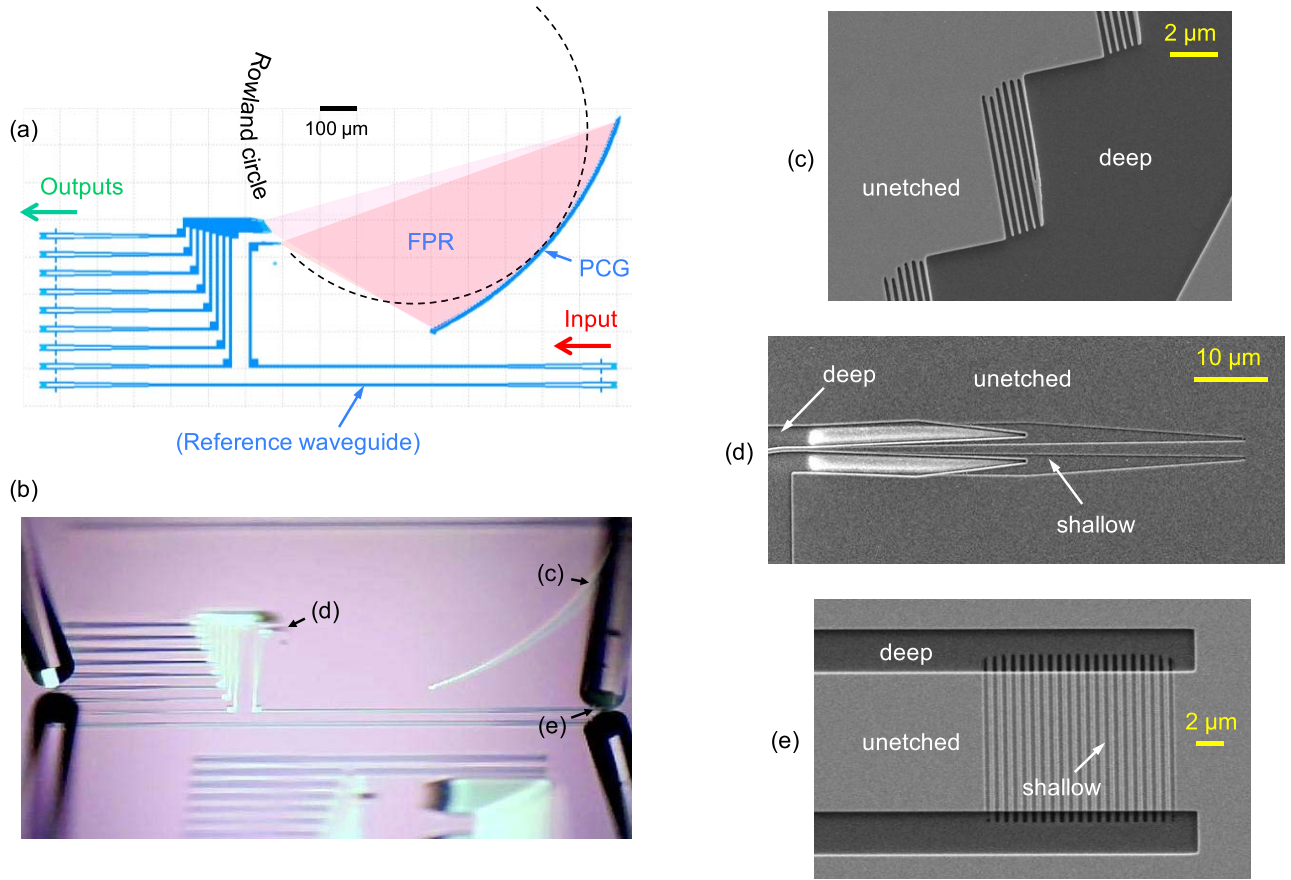 (a)
Rowland circle
100 µm
Outputs
FPR
PCG
Input
(Reference waveguide)
(b)
(c)
(d)
(e)
(c)
2 µm
deep
unetched
(d)
deep
unetched
10 µm
shallow
(e)
deep
unetched
2 µm
shallow